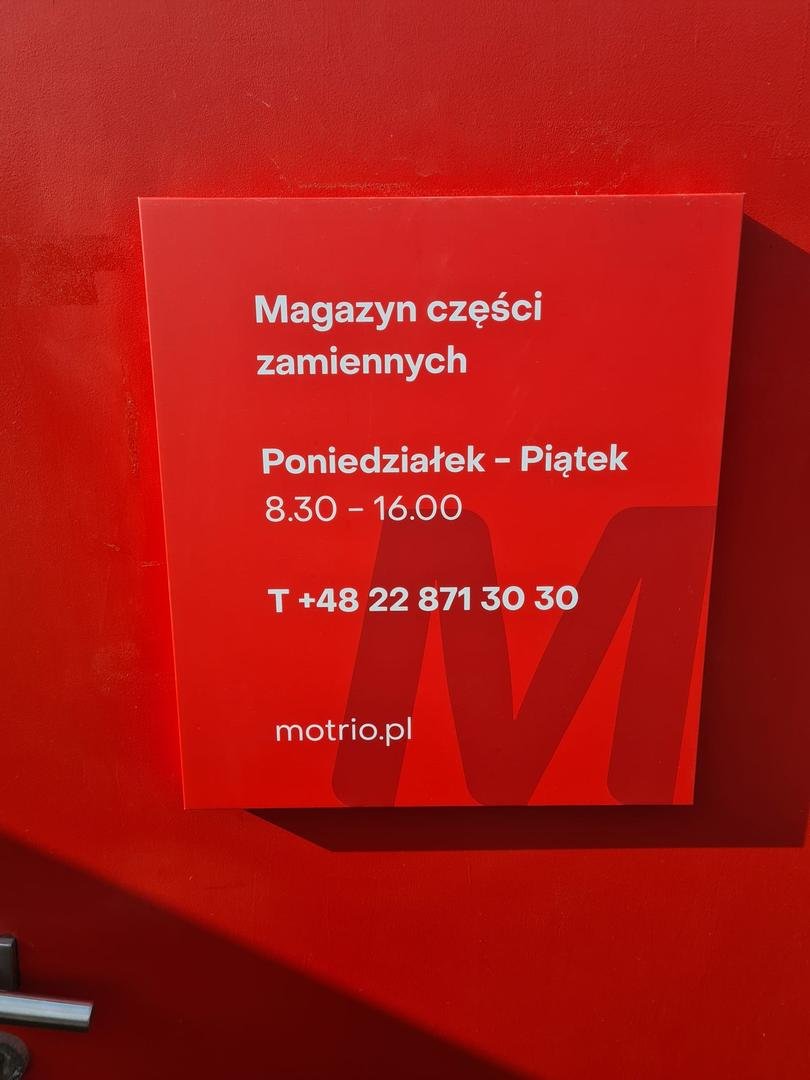 Magazyn części
zamiennych
Poniedziałek – Piątek
8.30 – 16.00
T +48 22 871 30 30
motrio.pl
M